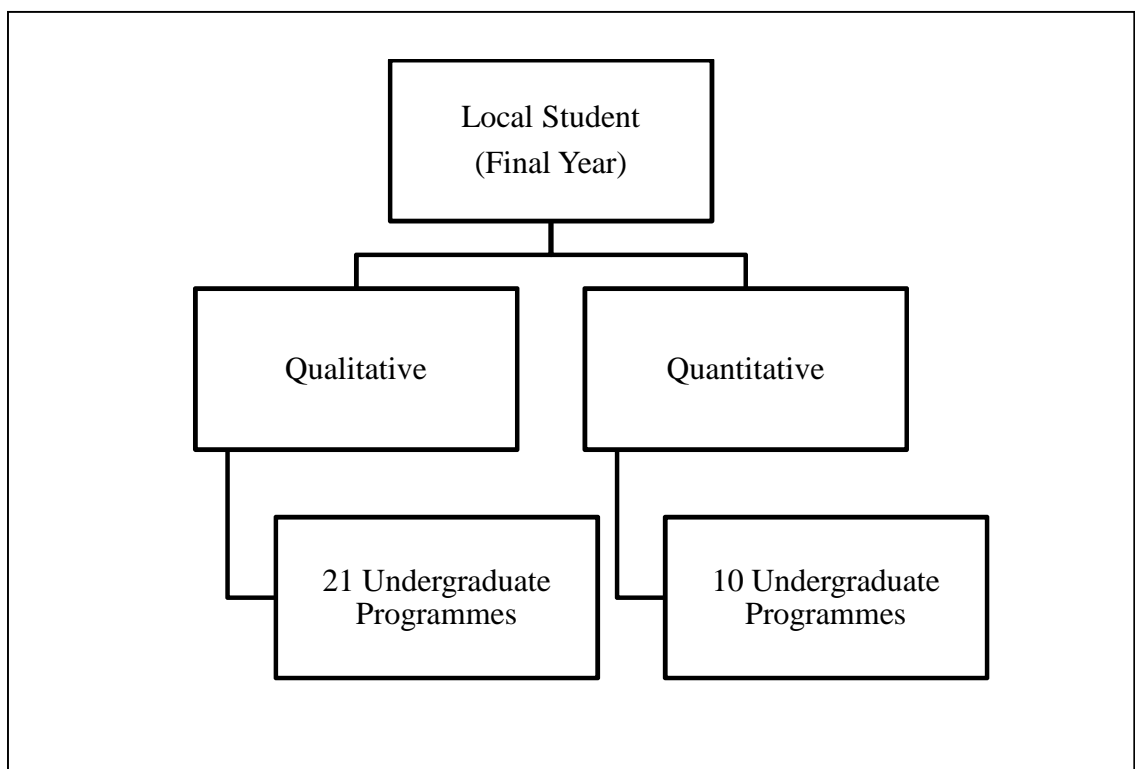 Local Student
(Final Year)
Qualitative
Quantitative
21 Undergraduate
Programmes
10 Undergraduate
Programmes